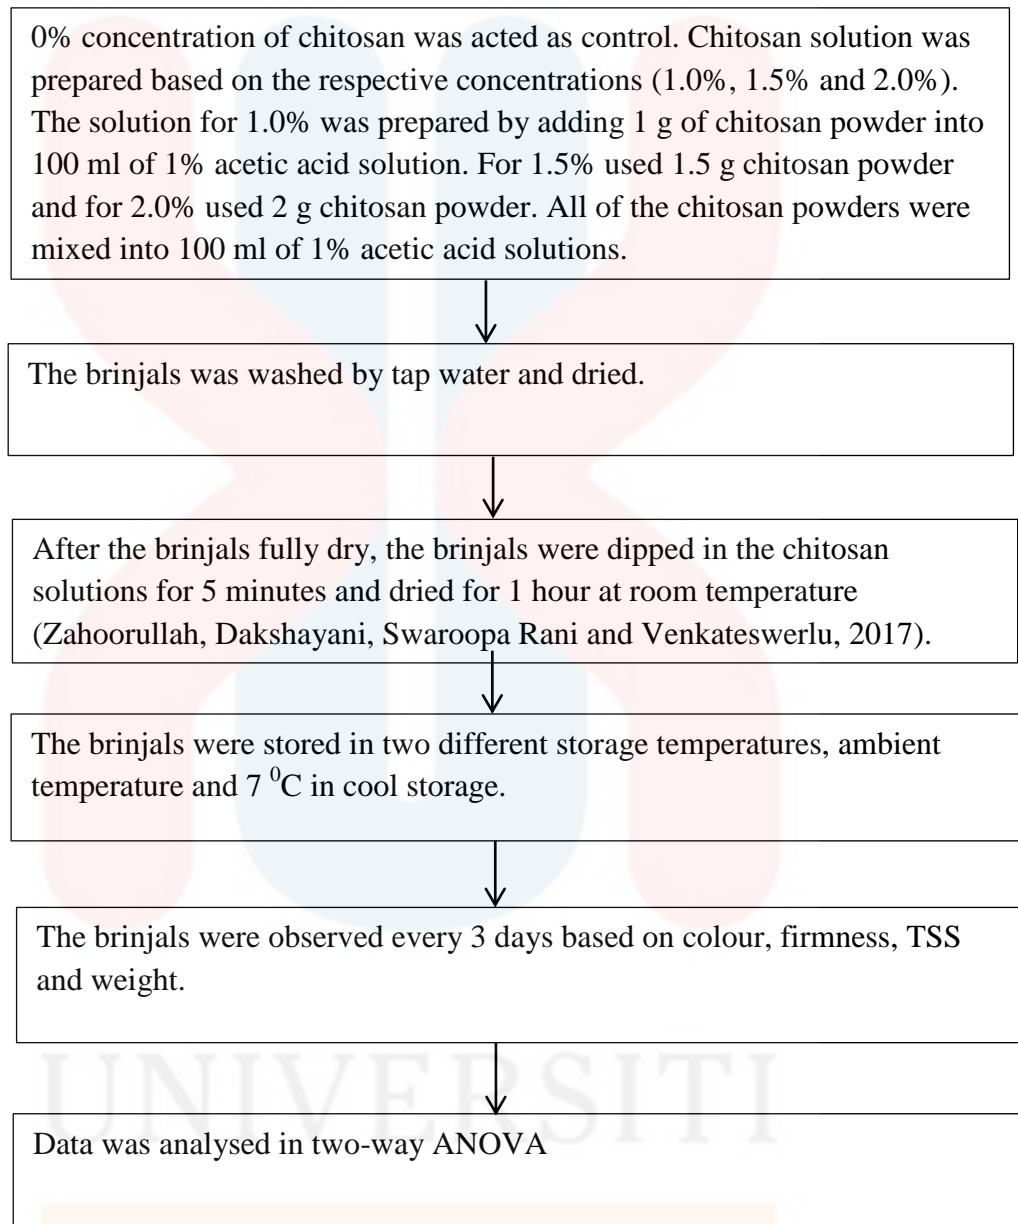 0% concentration of chitosan was acted as control. Chitosan solution was
prepared based on the respective concentrations (1.0%, 1.5% and 2.0%).
The solution for 1.0% was prepared by adding 1 g of chitosan powder into
100 ml of 1% acetic acid solution. For 1.5% used 1.5 g chitosan powder
and for 2.0% used 2 g chitosan powder. All of the chitosan powders were
mixed into 100 ml of 1% acetic acid solutions.
The brinjals was washed by tap water and dried.
After the brinjals fully dry, the brinjals were dipped in the chitosan
solutions for 5 minutes and dried for 1 hour at room temperature
(Zahoorullah, Dakshayani, Swaroopa Rani and Venkateswerlu, 2017).
The brinjals were stored in two different storage temperatures, ambient
temperature and 7 ⁰C in cool storage.
The brinjals were observed every 3 days based on colour, firmness, TSS
and weight.
UNIVERSITI
Data was analysed in two-way ANOVA